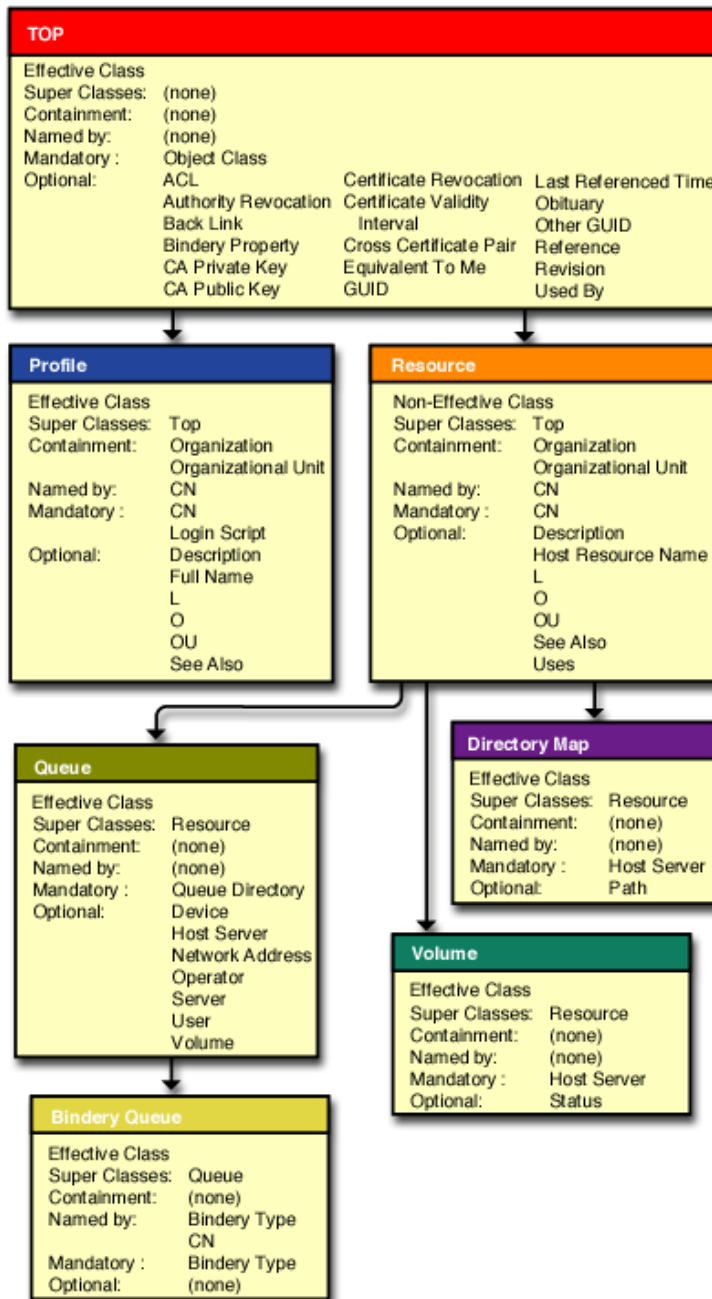 TOP
Effective Class
Super Classes: (none)
Containment: (none)
Named by: (none)
Mandatory : Object Class
Optional: ACL Certificate Revocation Last Referenced Time
Authority Revocation Certificate Validity Obituary
Back Link Interval Other GUID
Bindery Property Cross Certificate Pair Reference
CA Private Key Equivalent To Me Revision
CA Public Key GUID Used By
Profile
Effective Class
Super Classes: Top
Containment: Organization
Organizational Unit
Named by: CN
Mandatory : CN
Login Script
Optional: Description
Full Name
L
O
OU
See Also
Resource
Non-Effective Class
Super Classes: Top
Containment: Organization
Organizational Unit
Named by: CN
Mandatory : CN
Optional: Description
Host Resource Name
L
O
OU
See Also
Uses
Queue
Effective Class
Super Classes: Resource
Containment: (none)
Named by: (none)
Mandatory : Queue Directory
Optional: Device
Host Server
Network Address
Operator
Server
User
Volume
Directory Map
Effective Class
Super Classes: Resource
Containment: (none)
Named by: (none)
Mandatory : Host Server
Optional: Path
Volume
Effective Class
Super Classes: Resource
Containment: (none)
Named by: (none)
Mandatory : Host Server
Optional: Status
Bindery Queue
Effective Class
Super Classes: Queue
Containment: (none)
Named by: Bindery Type
CN
Mandatory : Bindery Type
Optional: (none)